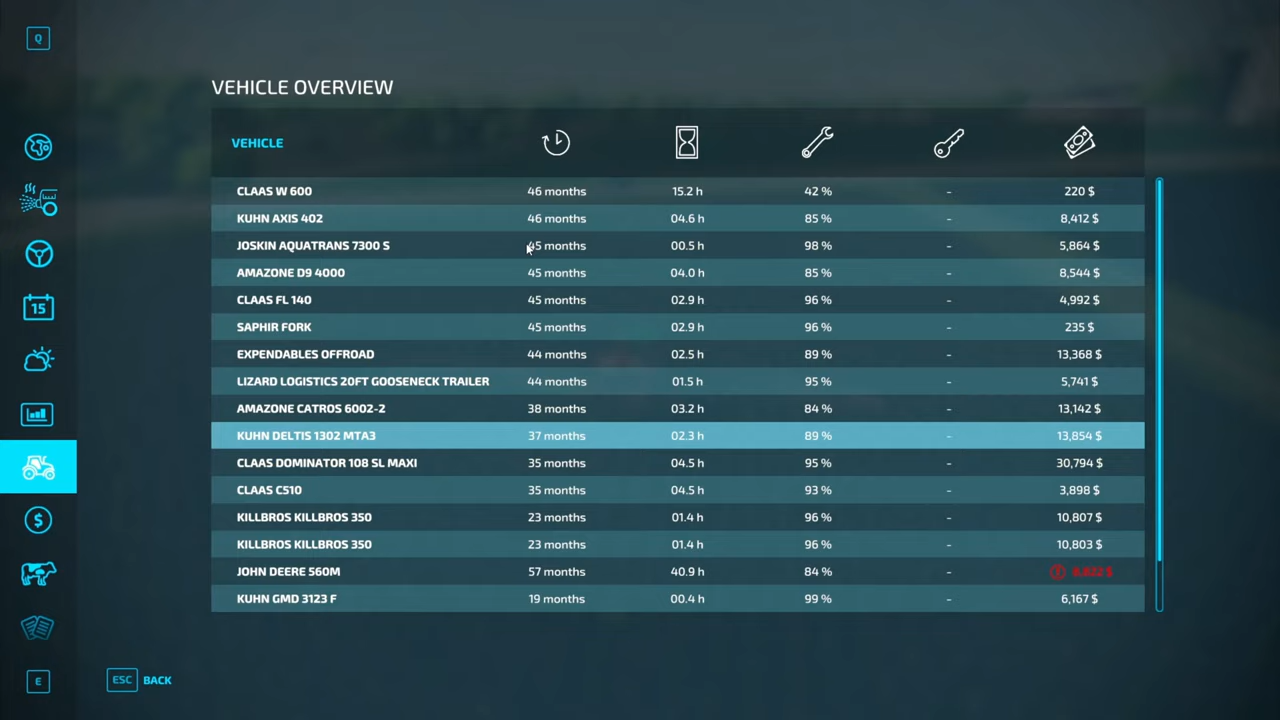 Q
VEHICLE OVERVIEW
VEHICLE
CLAAS W 600 46 months 15.2 h 42 % - 220 $
KUHN AXIS 402 46 months 04.6 h 85 % - 8,412 $
JOSKIN AQUATRANS 7300 S 45 months 00.5 h 98 % - 5,864 $
AMAZONE D9 4000 45 months 04.0 h 85 % - 8,544 $
CLAAS FL 140 45 months 02.9 h 96 % - 4,992 $
SAPHIR FORK 45 months 02.9 h 96 % - 235 $
EXPENDABLES OFFROAD 44 months 02.5 h 89 % - 13,368 $
LIZARD LOGISTICS 20FT GOOSENECK TRAILER 44 months 01.5 h 95 % - 5,741 $
AMAZONE CATROS 6002-2 38 months 03.2 h 84 % - 13,142 $
KUHN DELTIS 1302 MTA3 37 months 02.3 h 89 % - 13,854 $
CLAAS DOMINATOR 108 SL MAXI 35 months 04.5 h 95 % - 30,794 $
CLAAS C510 35 months 04.5 h 93 % - 3,898 $
KILLBROS KILLBROS 350 23 months 01.4 h 96 % - 10,807 $
KILLBROS KILLBROS 350 23 months 01.4 h 96 % - 10,803 $
JOHN DEERE 560M 57 months 40.9 h 84 % - $
KUHN GMD 3123 F 19 months 00.4 h 99 % - 6,167 $
15
$
E
ESC BACK